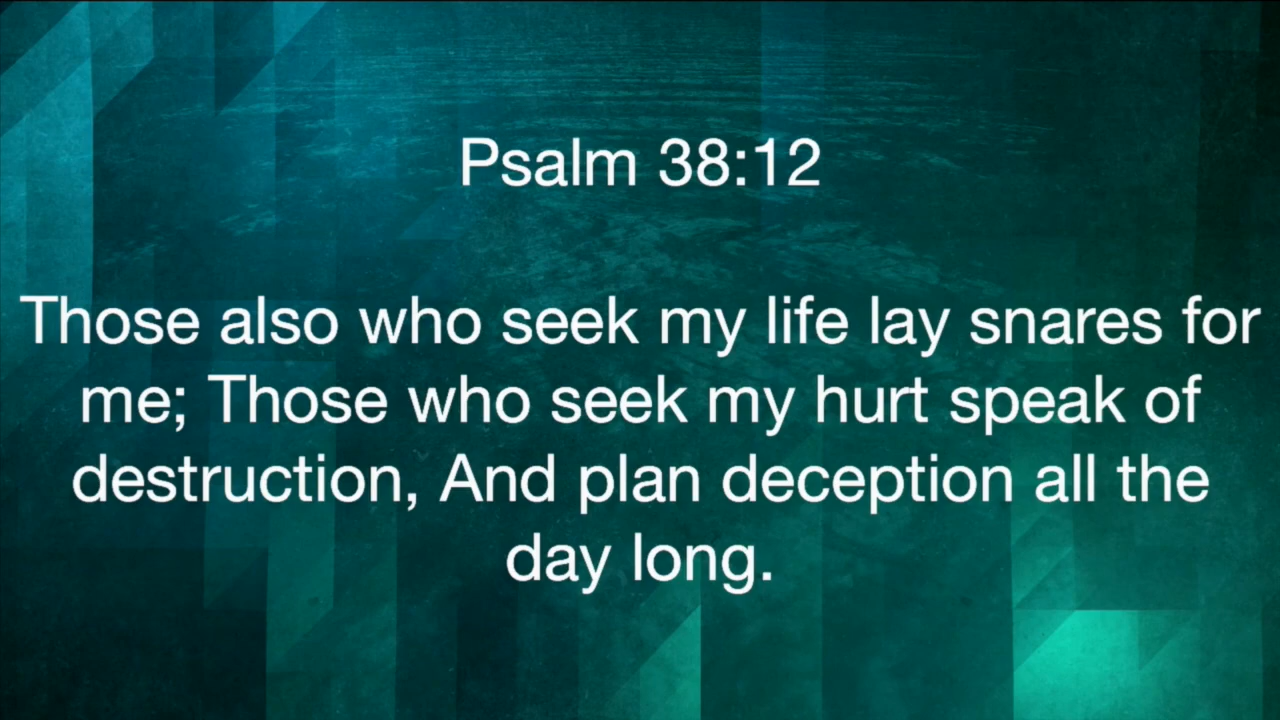 Psalm 38:12
Those also who seek my life lay snares for
me; Those who seek my hurt speak of
destruction, And plan deception all the
day long.